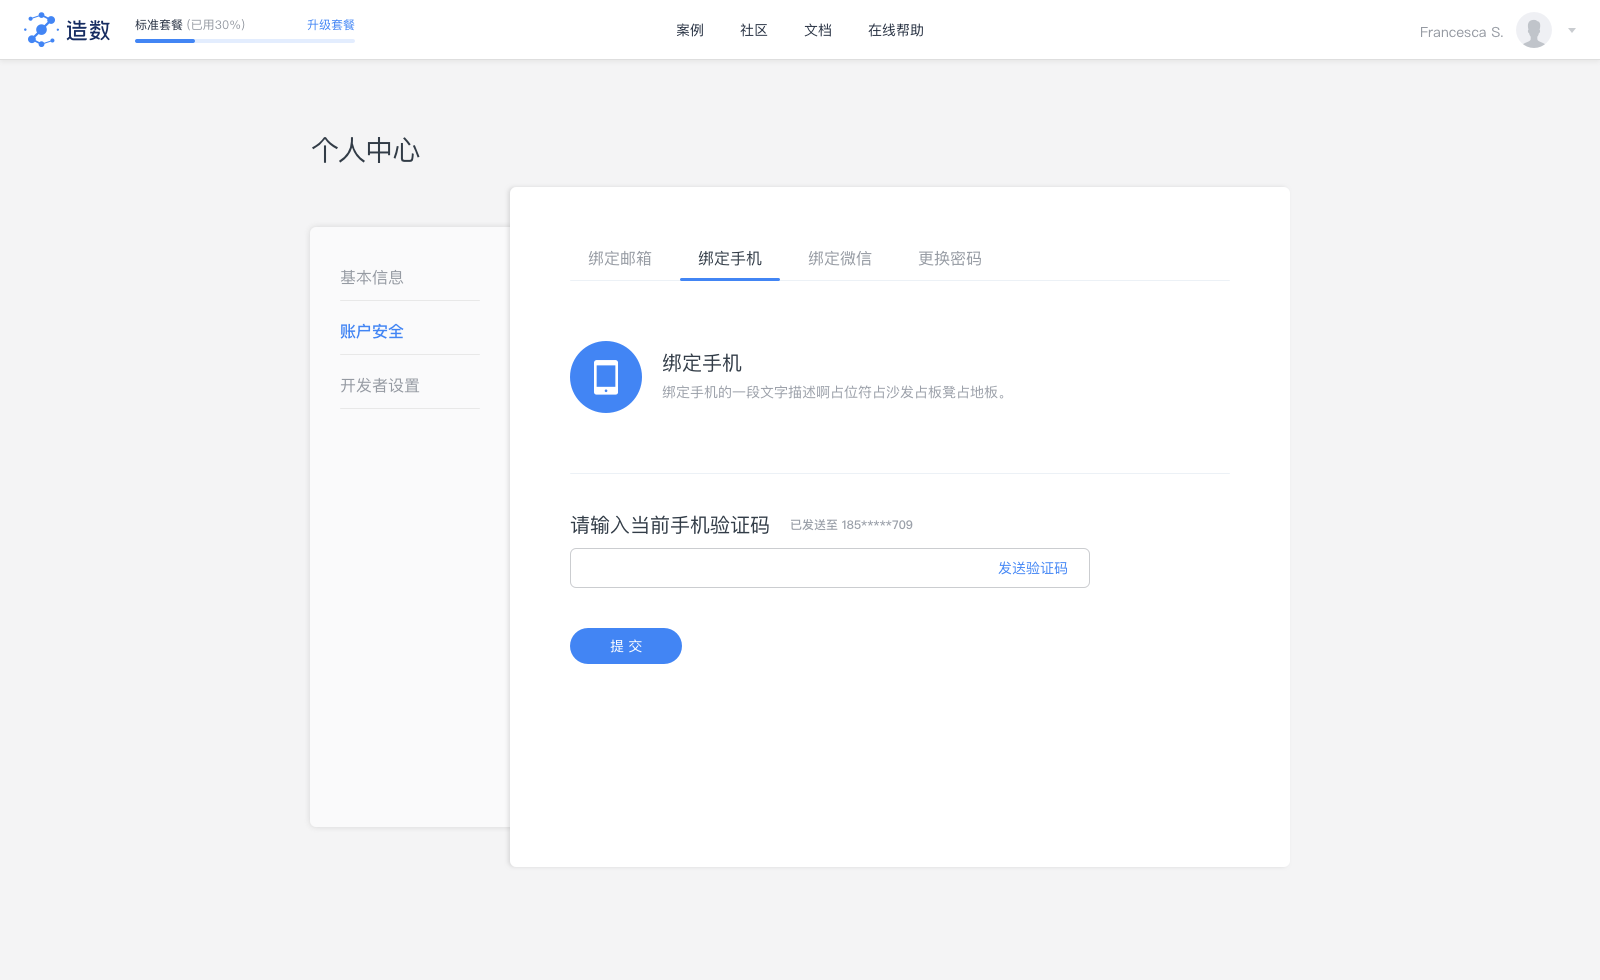 造数
标准套餐 (已用30%) 升级套餐
案例 社区 文档 在线帮助
Francesca S.
个人中心
基本信息
账户安全
开发者设置
绑定邮箱 绑定手机 绑定微信 更换密码
绑定手机
绑定手机的一段文字描述啊占位符占沙发占板凳占地板。
请输入当前手机验证码 已发送至 185*****709
发送验证码
提 交